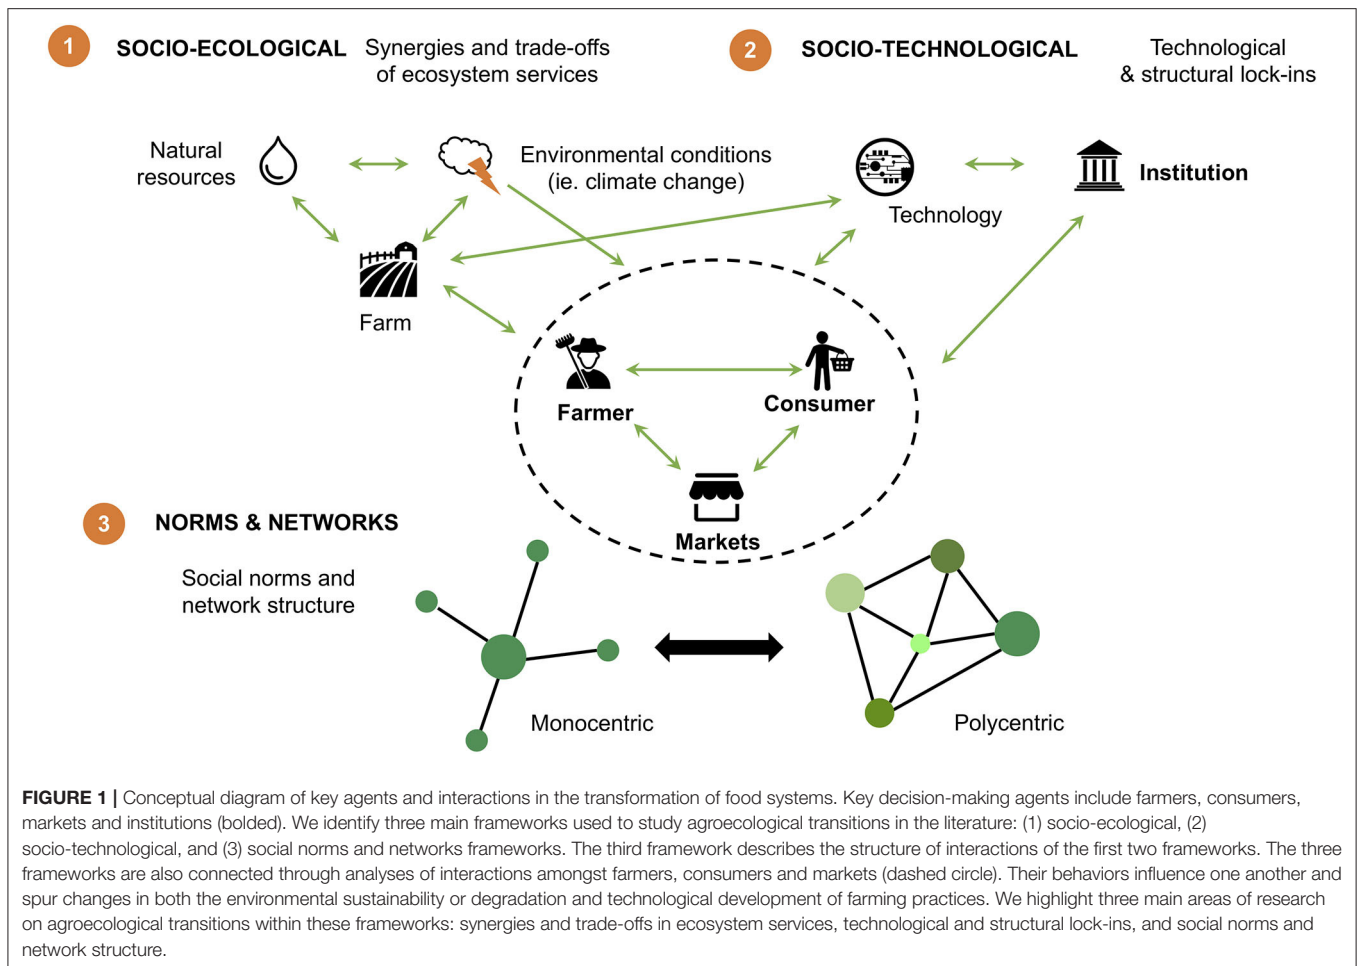 1 SOCIO-ECOLOGICAL
Synergies and trade-offs
of ecosystem services
2 SOCIO-TECHNOLOGICAL
Technological
& structural lock-ins
Natural
resources
Environmental conditions
(ie. climate change)
Technology
Institution
Farm
Farmer
Consumer
Markets
3 NORMS & NETWORKS
Social norms and
network structure
Monocentric
Polycentric
FIGURE 1 | Conceptual diagram of key agents and interactions in the transformation of food systems. Key decision-making agents include farmers, consumers,
markets and institutions (bolded). We identify three main frameworks used to study agroecological transitions in the literature: (1) socio-ecological, (2)
socio-technological, and (3) social norms and networks frameworks. The third framework describes the structure of interactions of the first two frameworks. The three
frameworks are also connected through analyses of interactions amongst farmers, consumers and markets (dashed circle). Their behaviors influence one another and
spur changes in both the environmental sustainability or degradation and technological development of farming practices. We highlight three main areas of research
on agroecological transitions within these frameworks: synergies and trade-offs in ecosystem services, technological and structural lock-ins, and social norms and
network structure.